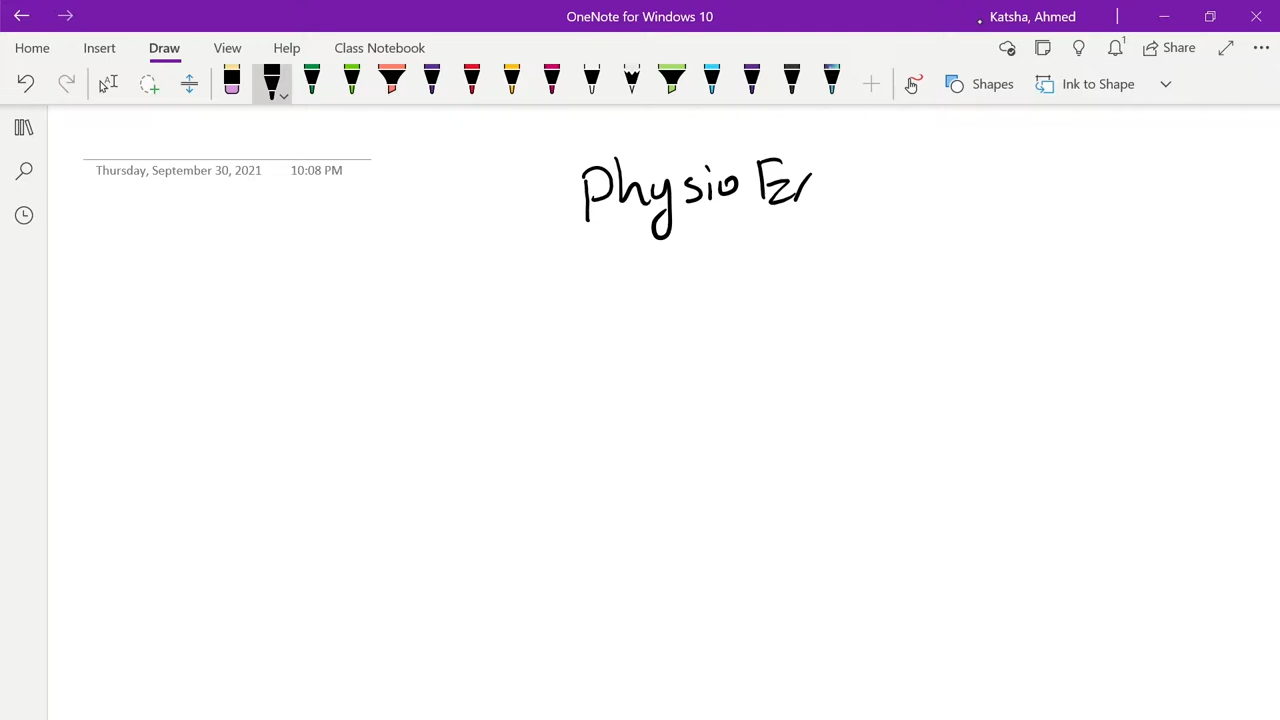 OneNote for Windows 10
Katsha, Ahmed
Home Insert Draw View Help Class Notebook
Share
Shapes Ink to Shape
Thursday, September 30, 2021 10:08 PM
Physio